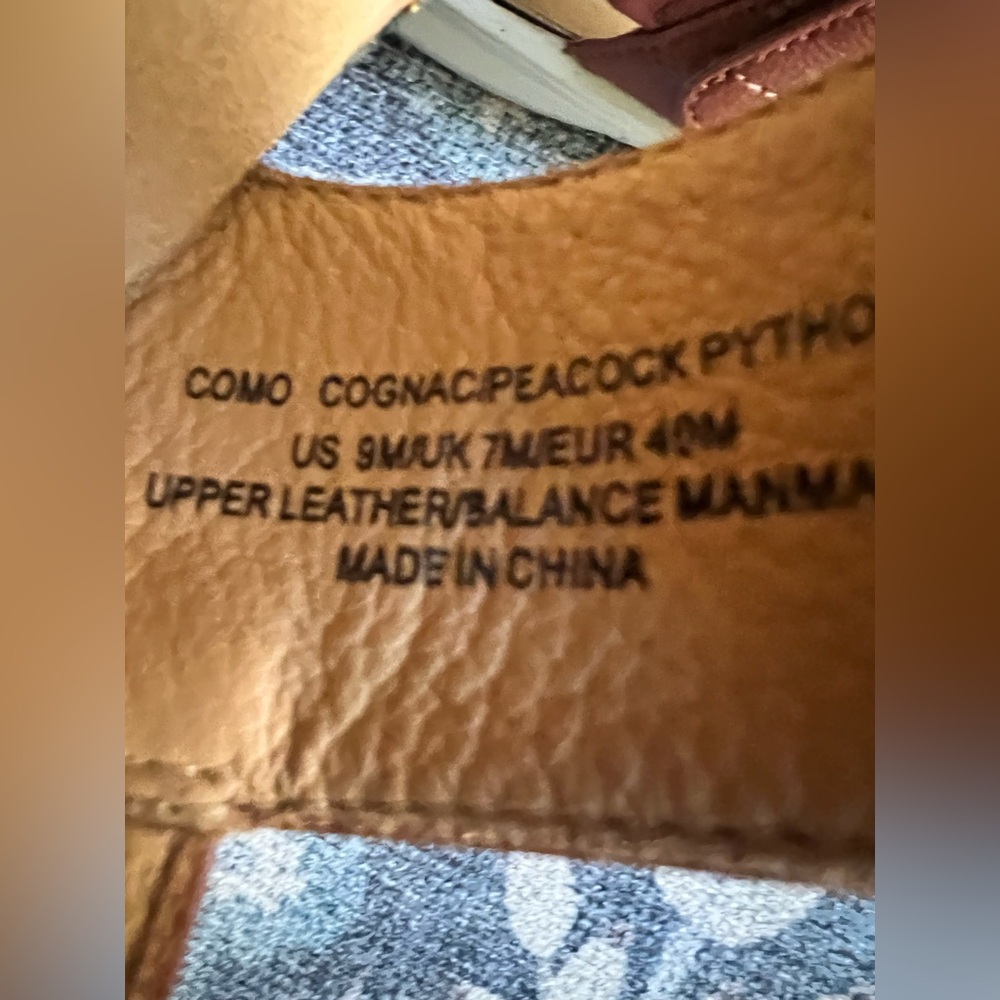 COMO COGNAC/PEACOCK PYTHO
US 9M/UK 7M/EUR 40M
UPPER LEATHER/BALANCE MANMA
MADE IN CHINA